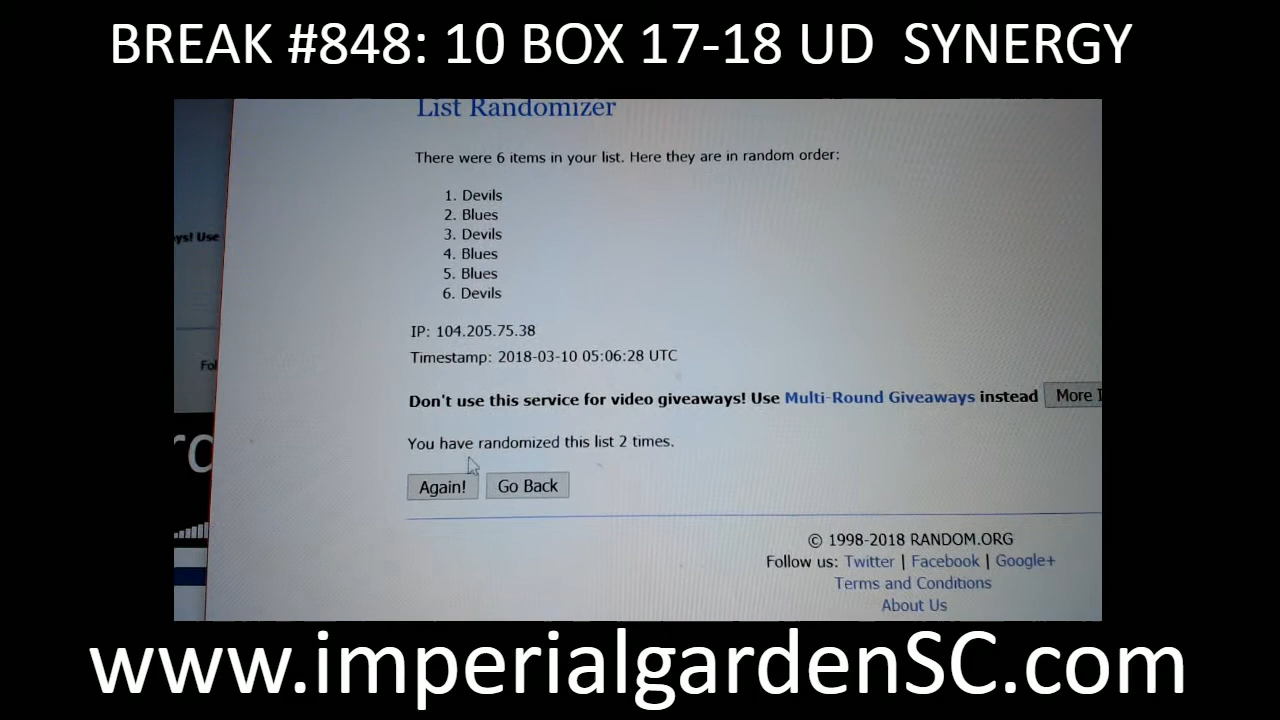 BREAK #848: 10 BOX 17-18 UD SYNERGY
List Randomizer
There were 6 items in your list. Here they are in random order:
1. Devils
2. Blues
3. Devils
4. Blues
5. Blues
6. Devils
ys! Use
IP: 104.205.75.38
Timestamp: 2018-03-10 05:06:28 UTC
Fol
Don't use this service for video giveaways! Use Multi-Round Giveaways instead More
You have randomized this list 2 times.
Again! Go Back
© 1998-2018 RANDOM.ORG
Follow us: Twitter | Facebook | Google+
Terms and Conditions
About Us
www.imperialgardenSC.com